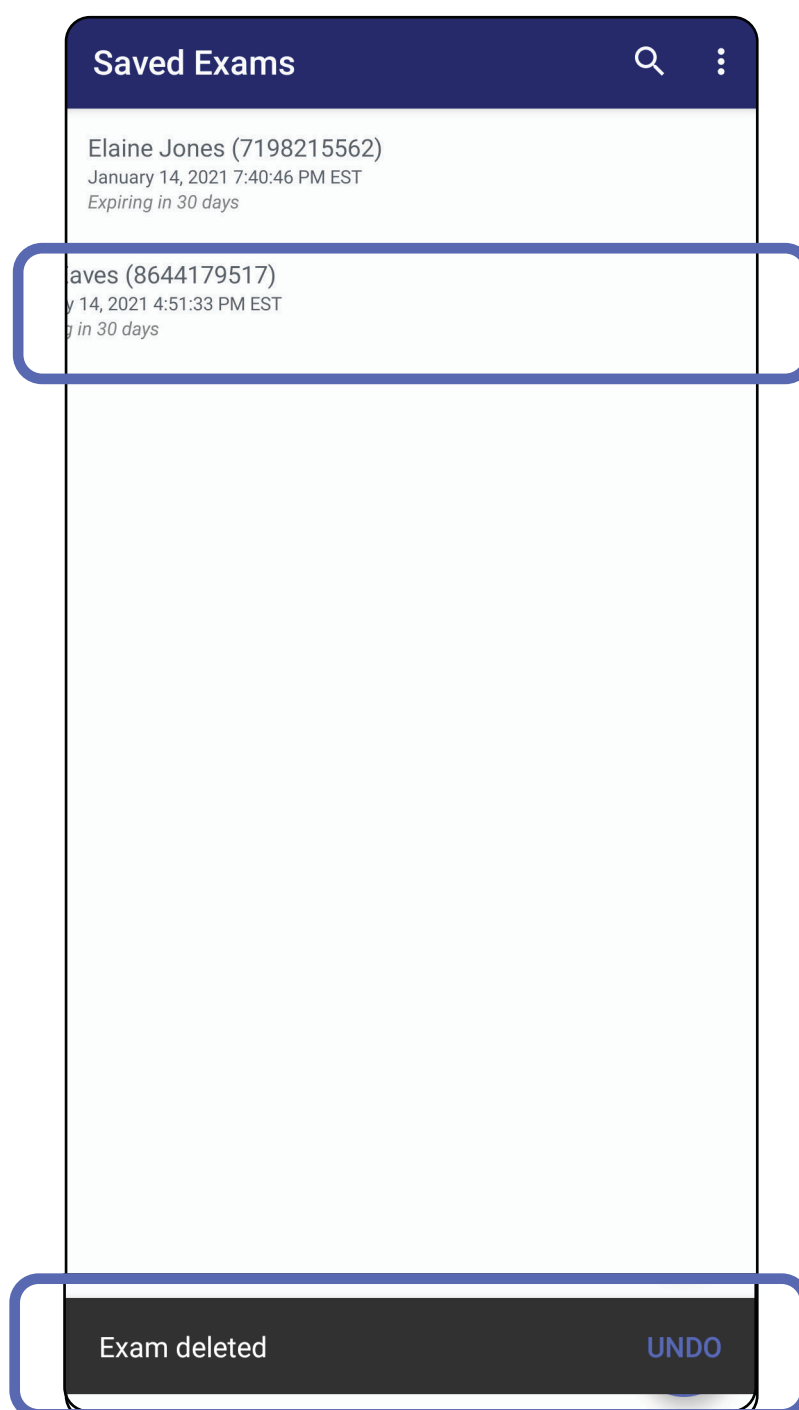 Saved Exams
Elaine Jones (7198215562)
January 14, 2021 7:40:46 PM EST
Expiring in 30 days
aves (8644179517)
y 14, 2021 4:51:33 PM EST
g in 30 days
Exam deleted UNDO